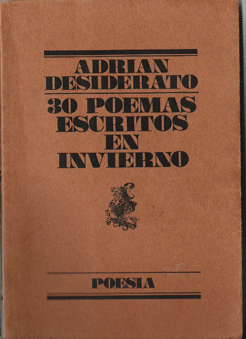 ADRIAN
DESIDERATO
30 POEMAS
ESCRITOS
EN
INVIERNO
POESIA